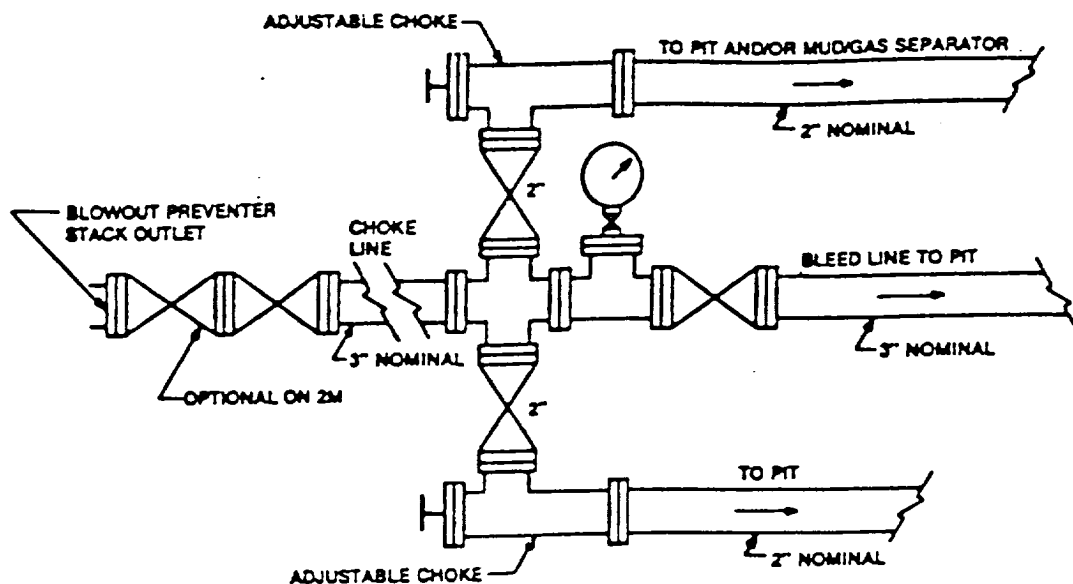 ADJUSTABLE CHOKE
TO PIT AND/OR MUD/GAS SEPARATOR
2" NOMINAL
2"
BLOWOUT PREVENTER
STACK OUTLET
CHOKE
LINE
BLEED LINE TO PIT
3" NOMINAL
3" NOMINAL
OPTIONAL ON 2M
2"
TO PIT
2" NOMINAL
ADJUSTABLE CHOKE